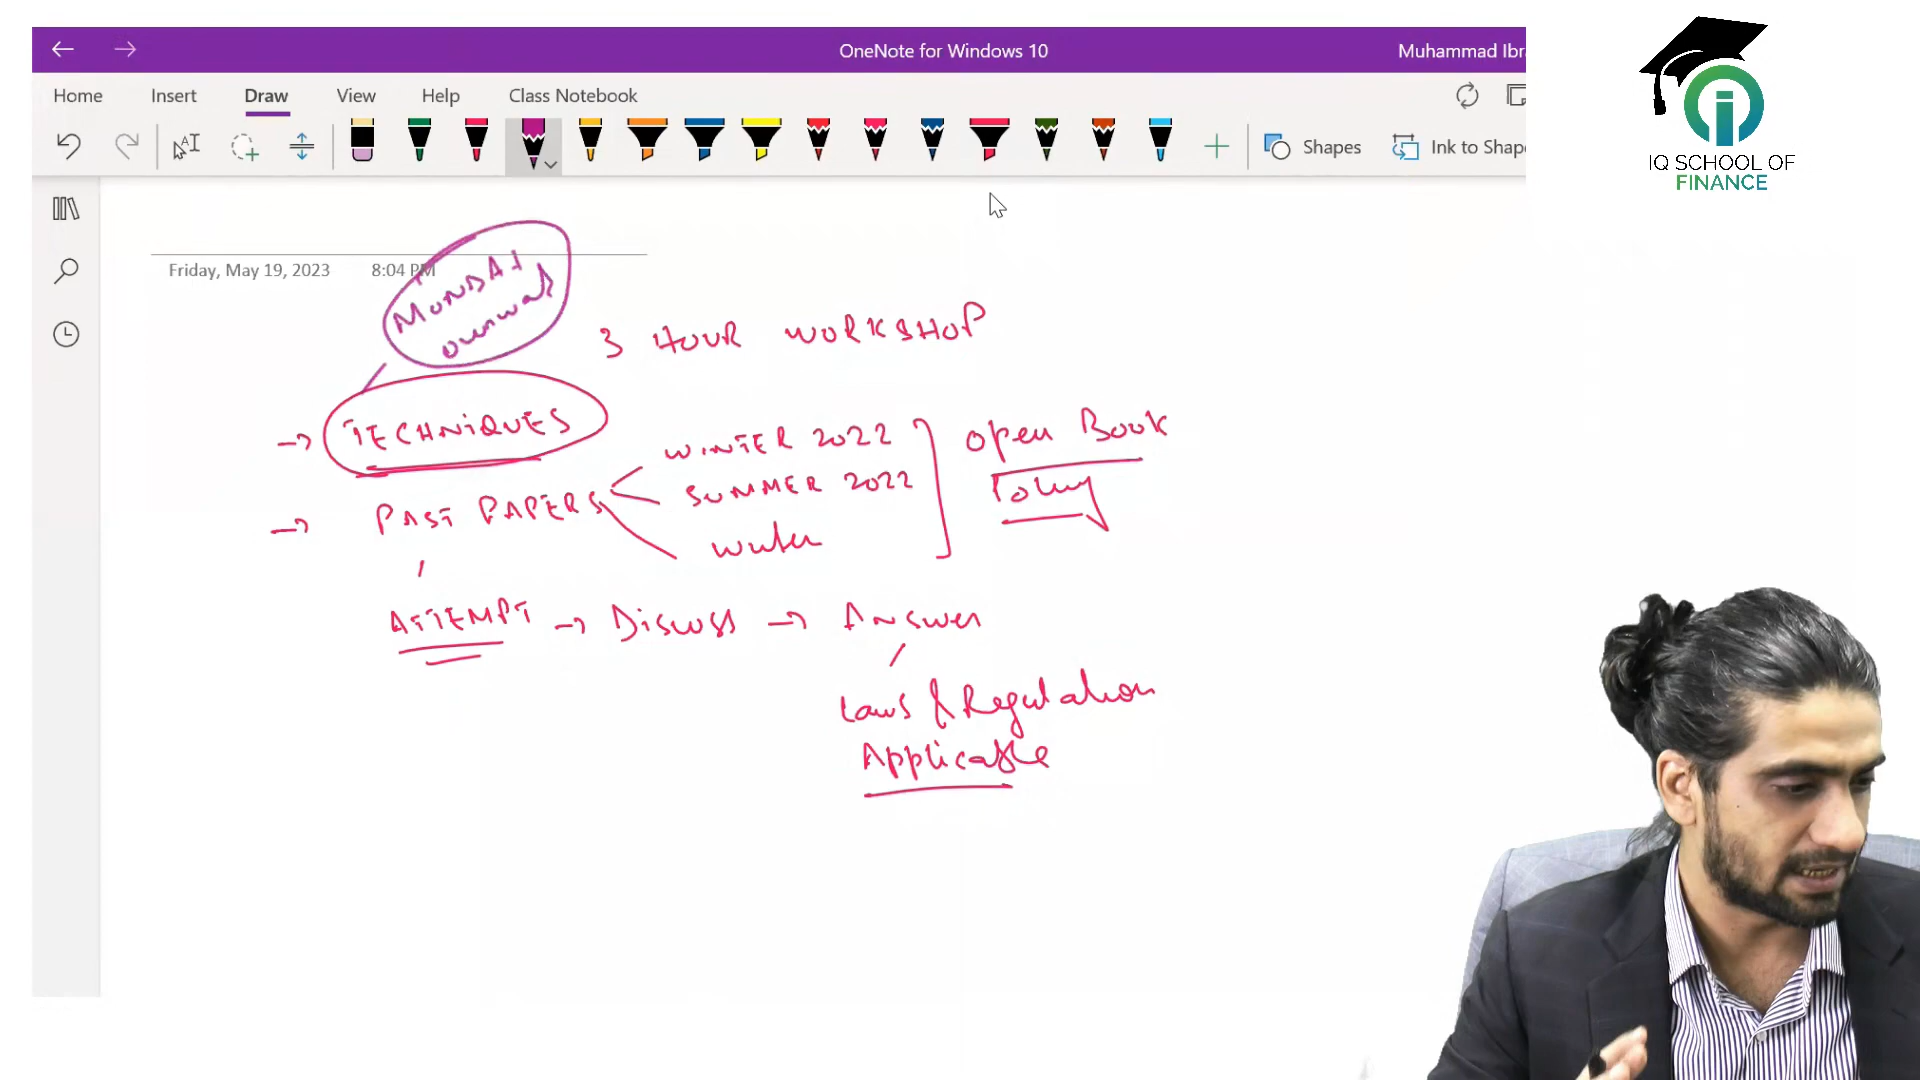 OneNote for Windows 10
Muhammad Ibr
Home Insert Draw View Help Class Notebook
Shapes Ink to Shap
IQ SCHOOL OF
FINANCE
Friday, May 19, 2023 8:04 PM
MONDAY
onwards
3 HOUR WORKSHOP
→ TECHNIQUES
WINTER 2022
Open Book
SUMMER 2022
→ PAST PAPERS
Winter
ATTEMPT → Discuss → Answer
Laws & Regulation
Applicable